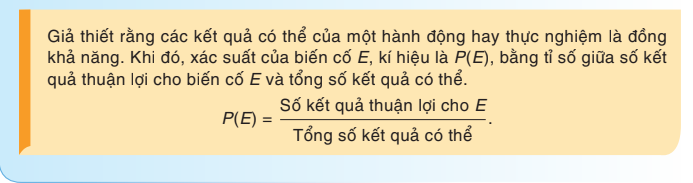 Giả thiết rằng các kết quả có thể của một hành động hay thực nghiệm là đồng
khả năng. Khi đó, xác suất của biến cố E, kí hiệu là P(E), bằng tỉ số giữa số kết
quả thuận lợi cho biến cố E và tổng số kết quả có thể.
P(E) = Số kết quả thuận lợi cho E / Tổng số kết quả có thể.